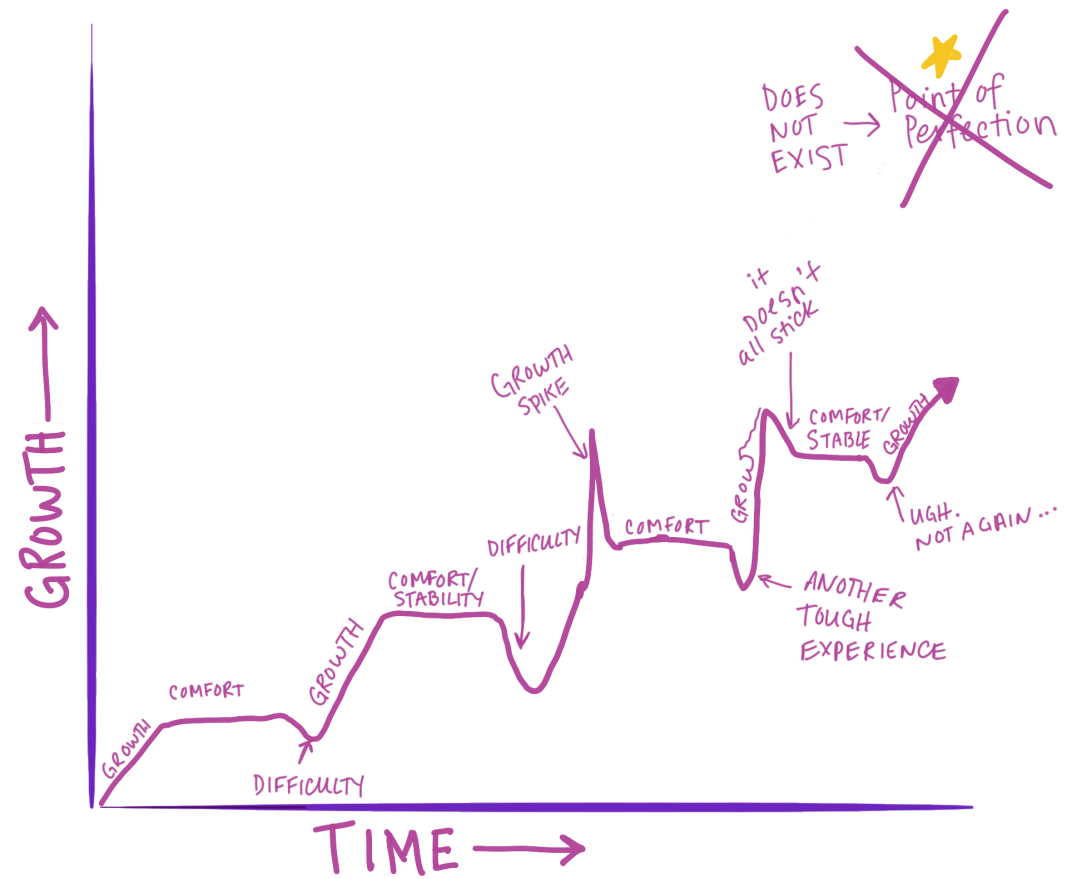 DOES
NOT
EXIST
Point of
Perfection
it
Doesn't
all stick
GROWTH
SPIKE
COMFORT/
STABLE
GROWTH
UGH.
NOT AGAIN...
GROW
DIFFICULTY
COMFORT
ANOTHER
TOUGH
EXPERIENCE
COMFORT/
STABILITY
GROWTH
COMFORT
GROWTH
DIFFICULTY
GROWTH
TIME